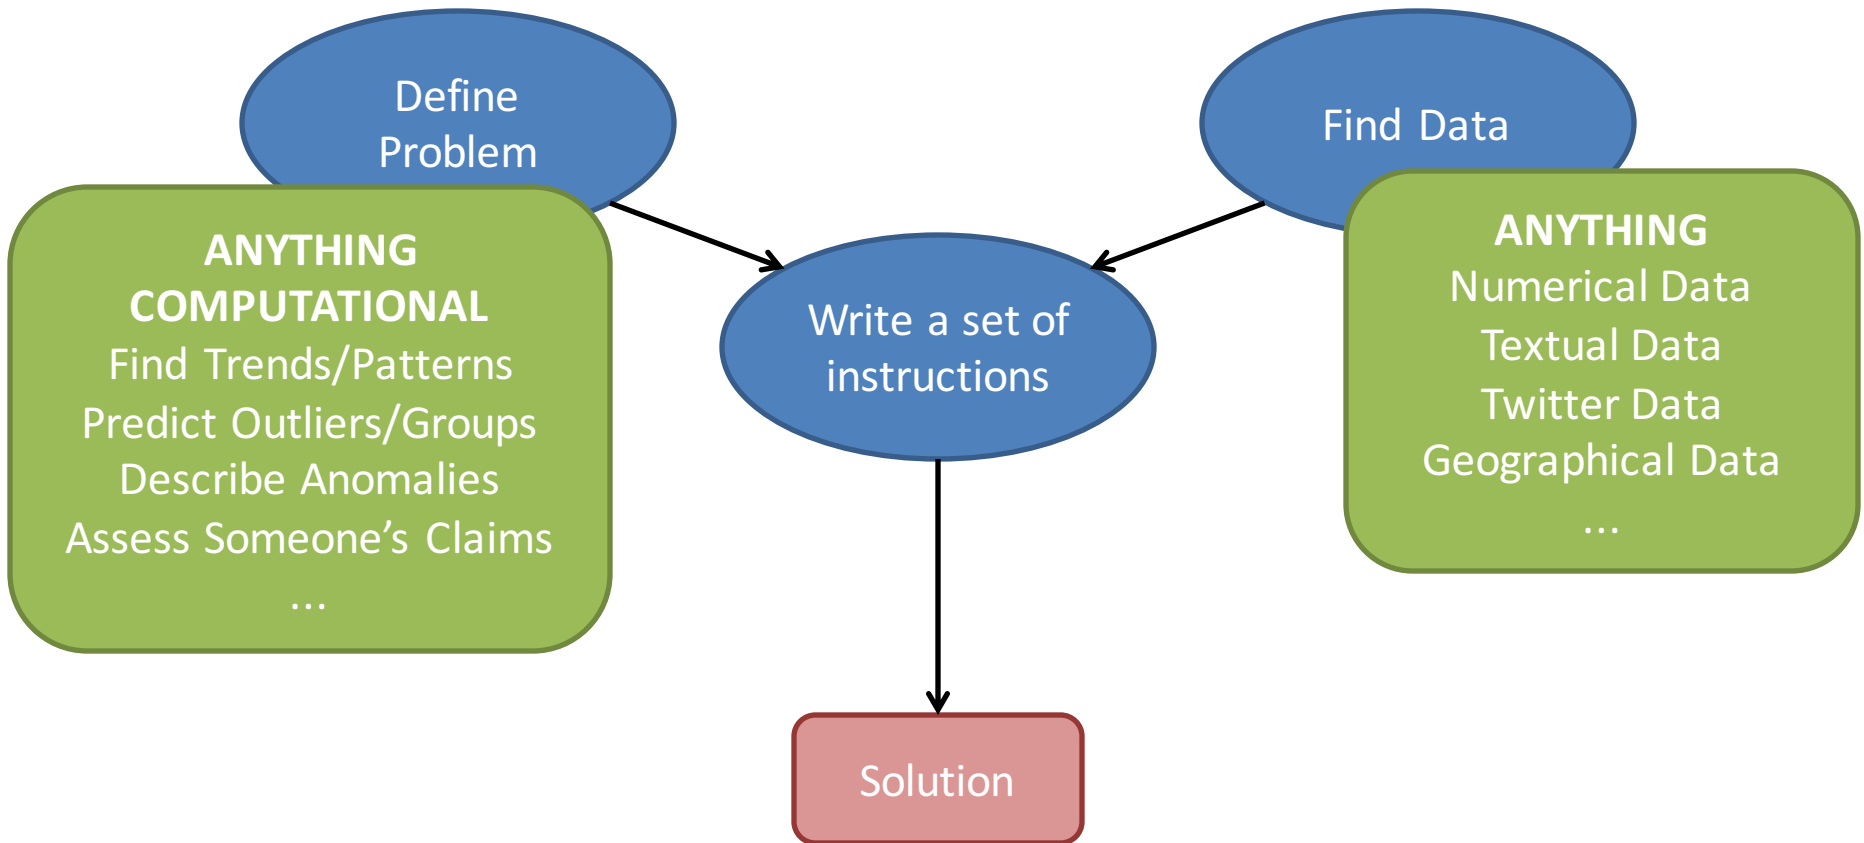 Define
Problem
ANYTHING
COMPUTATIONAL
Find Trends/Patterns
Predict Outliers/Groups
Describe Anomalies
Assess Someone’s Claims
...
Find Data
ANYTHING
Numerical Data
Textual Data
Twitter Data
Geographical Data
...
Write a set of
instructions
Solution